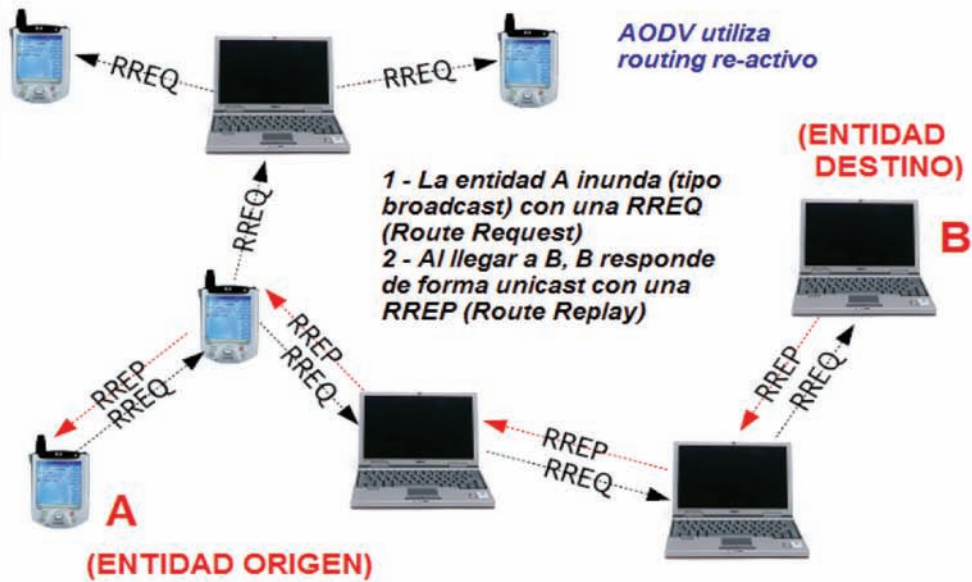 RREQ
RREQ
AODV utiliza
routing re-activo
(ENTIDAD
DESTINO)
B
RREQ
1 - La entidad A inunda (tipo
broadcast) con una RREQ
(Route Request)
2 - Al llegar a B, B responde
de forma unicast con una
RREP (Route Replay)
RREP
RREQ
RREP
RREQ
RREP
RREQ
RREP
RREQ
A
(ENTIDAD ORIGEN)